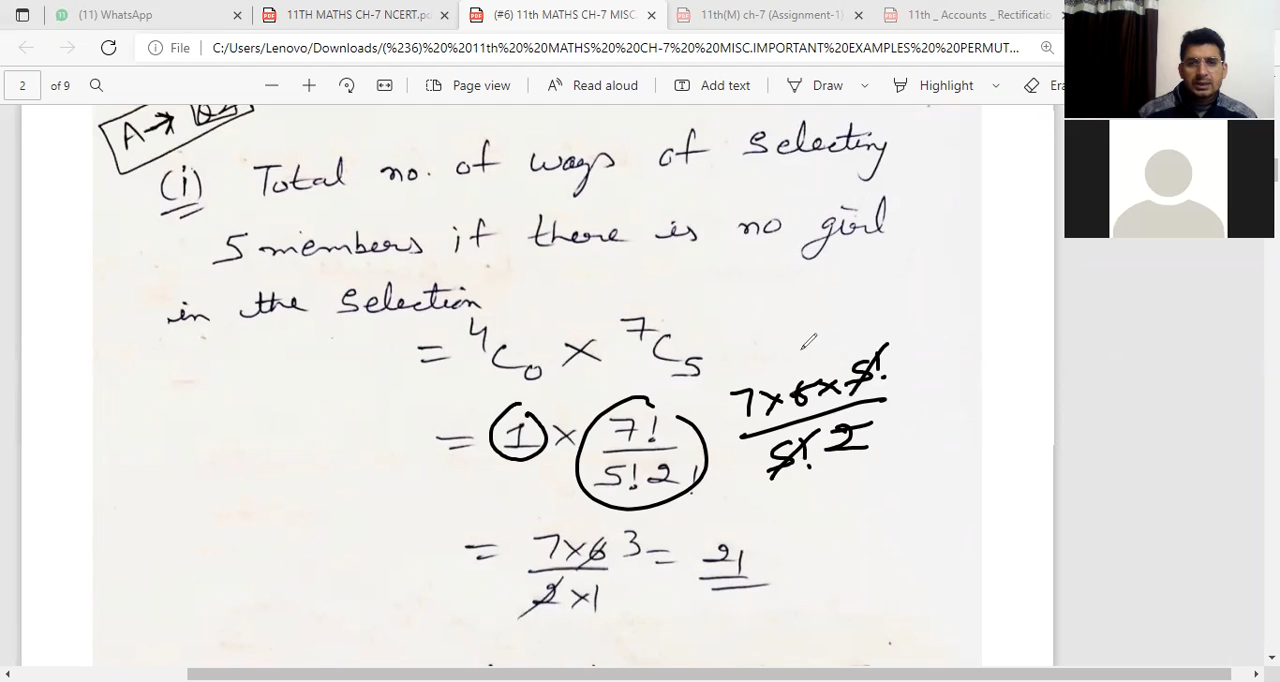 (11) WhatsApp
11TH MATHS CH-7 NCERT.po
(#6) 11th MATHS CH-7 MISC.
11th(M) ch-7 (Assignment-1)
11th _ Accounts _ Rectificatio
File
C:/Users/Lenovo/Downloads/(%236)%20%2011th%20%20MATHS%20%20CH-7%20%20MISC.IMPORTANT%20EXAMPLES%20%20PERMUT...
2 of 9
Page view
Read aloud
Add text
Draw
Highlight
Era
A→
(i) Total no. of ways of selecting
5 members if there is no girl
in the selection
= ⁴C₀ × ⁷C₅
= 1 × 7!/5!2!
7×6×5!/5!2
= 7×6/2×1 3 = 21